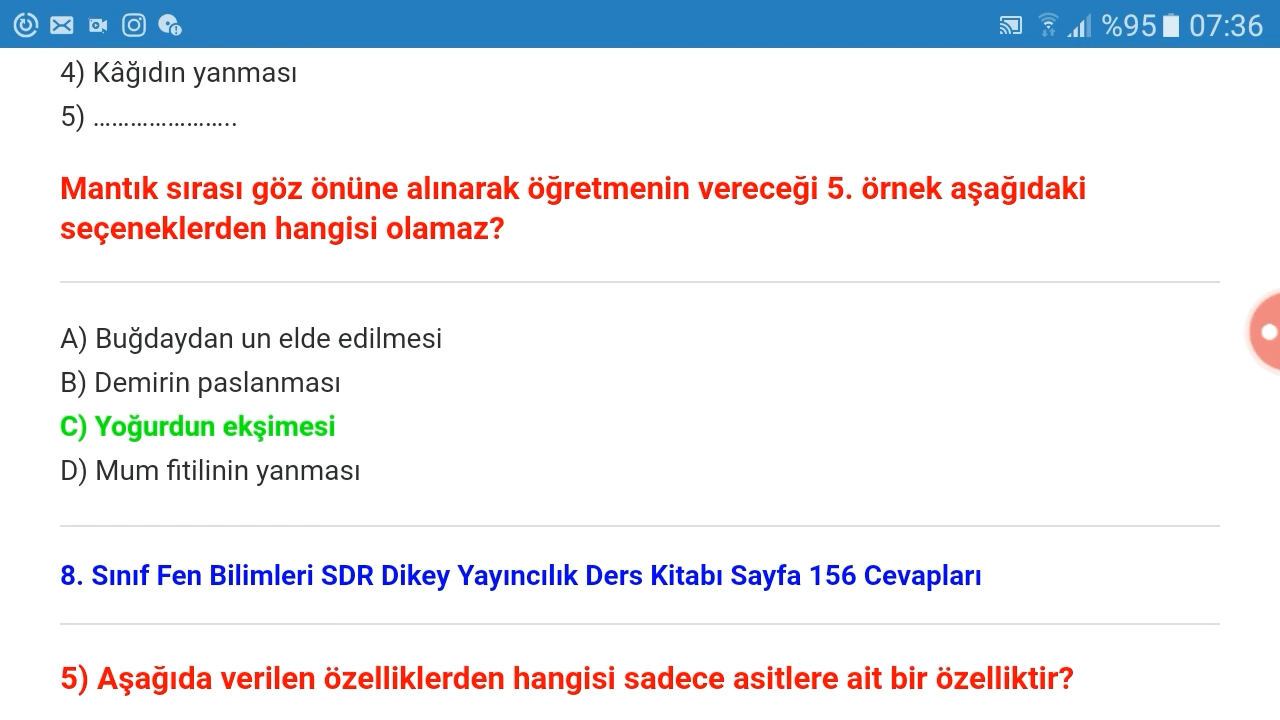 %95 07:36
4) Kâğıdın yanması
5) …………………..
Mantık sırası göz önüne alınarak öğretmenin vereceği 5. örnek aşağıdaki
seçeneklerden hangisi olamaz?
A) Buğdaydan un elde edilmesi
B) Demirin paslanması
C) Yoğurdun ekşimesi
D) Mum fitilinin yanması
8. Sınıf Fen Bilimleri SDR Dikey Yayıncılık Ders Kitabı Sayfa 156 Cevapları
5) Aşağıda verilen özelliklerden hangisi sadece asitlere ait bir özelliktir?